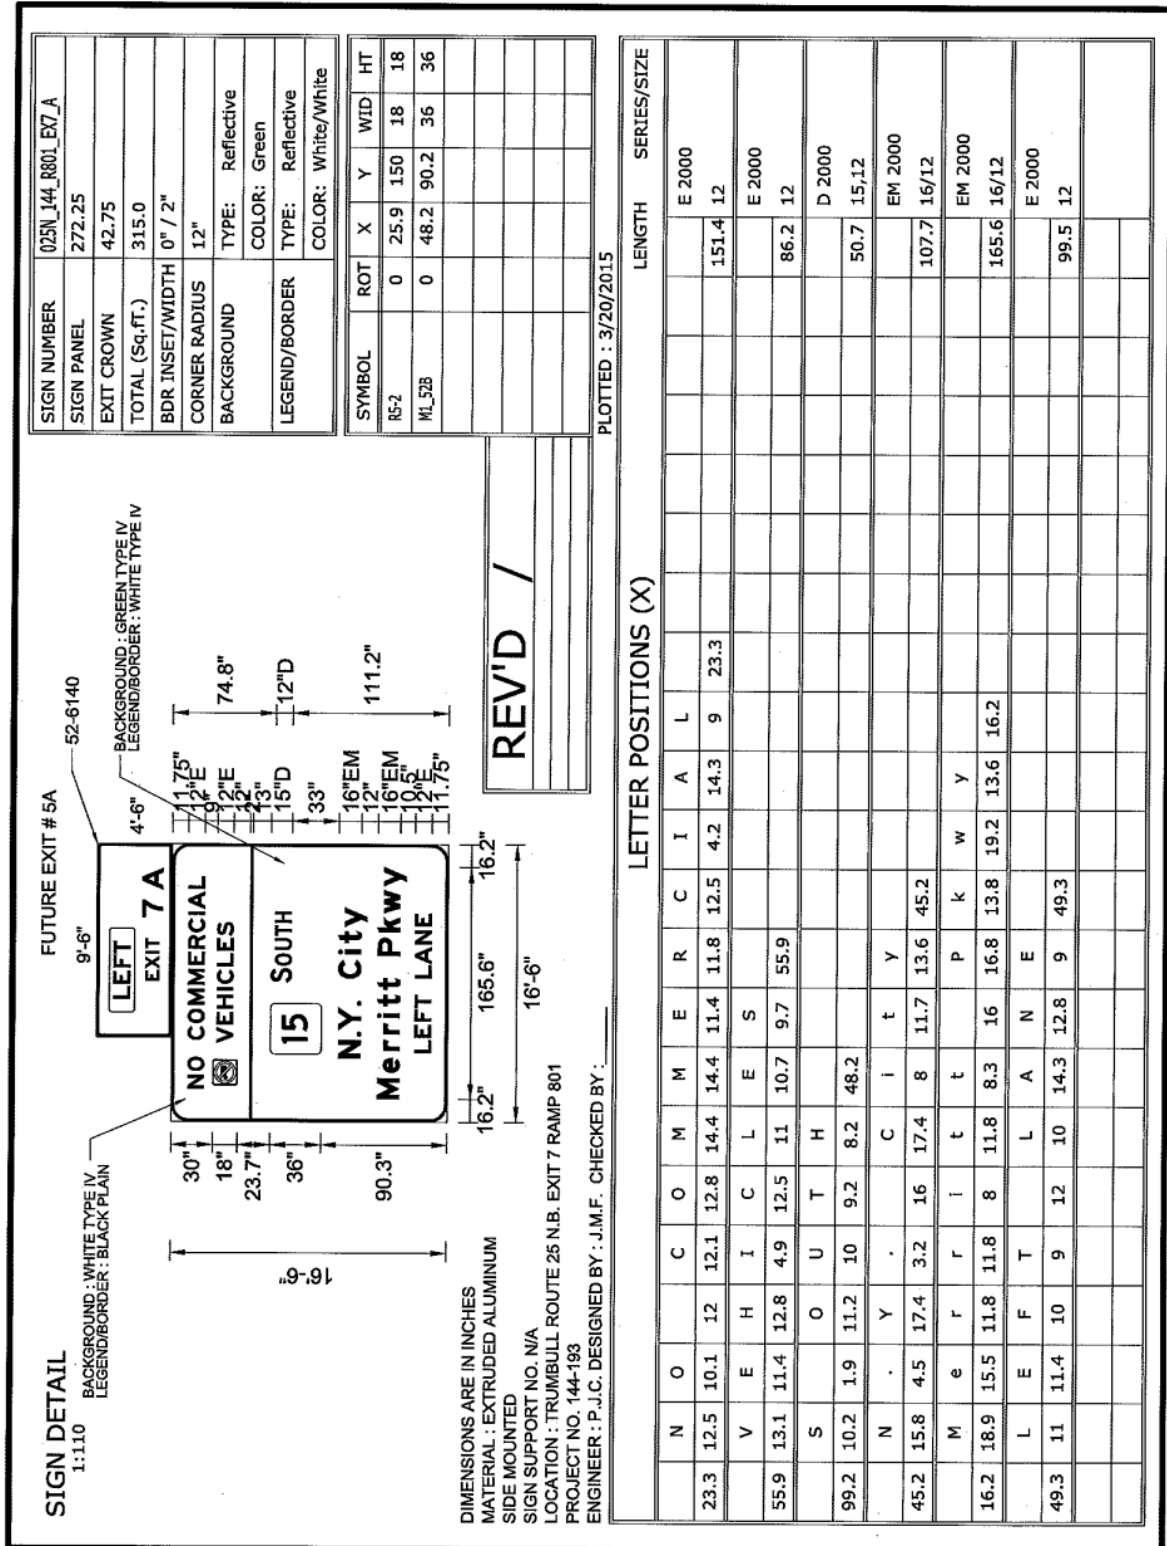 SIGN DETAIL
1:110
BACKGROUND : WHITE TYPE IV
LEGEND/BORDER : BLACK PLAIN
FUTURE EXIT # 5A
9'-6"
52-6140
4'-6"
BACKGROUND : GREEN TYPE IV
LEGEND/BORDER : WHITE TYPE IV
LEFT
EXIT 7 A
NO COMMERCIAL
VEHICLES
15 SOUTH
N.Y. City
Merritt Pkwy
LEFT LANE
16'-6"
30"
18"
23.7"
36"
90.3"
11.75"
12"E
9"
12"E
12"
13"
15"D
33"
16"EM
12"
16"EM
10.5"
12"E
11.75"
74.8"
12"D
111.2"
16.2" 165.6" 16.2"
16'-6"
DIMENSIONS ARE IN INCHES
MATERIAL : EXTRUDED ALUMINUM
SIDE MOUNTED
SIGN SUPPORT NO. N/A
LOCATION : TRUMBULL ROUTE 25 N.B. EXIT 7 RAMP 801
PROJECT NO. 144-193
ENGINEER : P.J.C. DESIGNED BY : J.M.F. CHECKED BY :
REV'D /
SIGN NUMBER 025N_144_R801_EX7_A
SIGN PANEL 272.25
EXIT CROWN 42.75
TOTAL (Sq.fT.) 315.0
BDR INSET/WIDTH 0" / 2"
CORNER RADIUS 12"
BACKGROUND TYPE: Reflective
COLOR: Green
LEGEND/BORDER TYPE: Reflective
COLOR: White/White
SYMBOL ROT X Y WID HT
R5-2 0 25.9 150 18 18
M1_52B 0 48.2 90.2 36 36
PLOTTED : 3/20/2015
LETTER POSITIONS (X) LENGTH SERIES/SIZE
N O C O M M E R C I A L E 2000
23.3 12.5 10.1 12 12.1 12.8 14.4 14.4 11.4 11.8 12.5 4.2 14.3 9 23.3 151.4 12
V E H I C L E S E 2000
55.9 13.1 11.4 12.8 4.9 12.5 11 10.7 9.7 55.9 86.2 12
S O U T H D 2000
99.2 10.2 1.9 11.2 10 9.2 8.2 48.2 50.7 15,12
N . Y . C i t y EM 2000
45.2 15.8 4.5 17.4 3.2 16 17.4 8 11.7 13.6 45.2 107.7 16/12
M e r r i t t P k w y EM 2000
16.2 18.9 15.5 11.8 11.8 8 11.8 8.3 16 16.8 13.8 19.2 13.6 16.2 165.6 16/12
L E F T L A N E E 2000
49.3 11 11.4 10 9 12 10 14.3 12.8 9 49.3 99.5 12